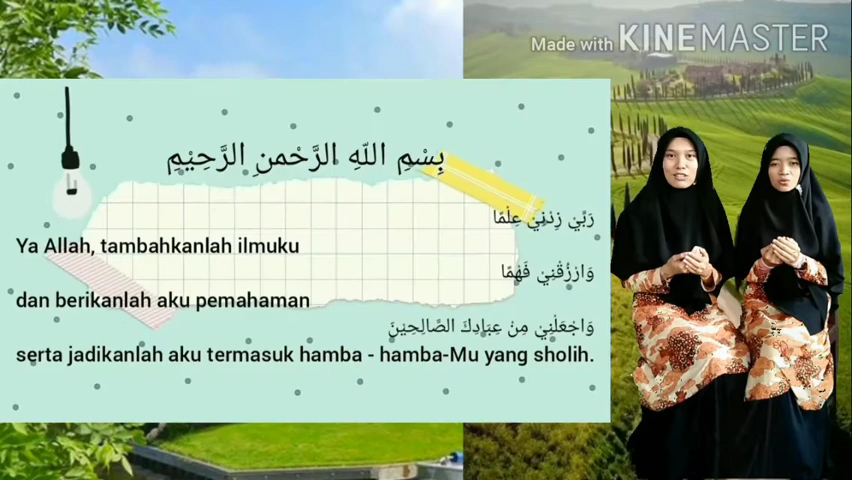 Made with KINEMASTER
بِسْمِ اللّهِ الرَّحْمنِ الرَّحِيْمِ
رَبِّيْ زِدْنِيْ عِلْمًا
Ya Allah, tambahkanlah ilmuku
وَارْزُقْنِيْ فَهْمًا
dan berikanlah aku pemahaman
وَاجْعَلْنِيْ مِنْ عِبَادِكَ الصَّالِحِيْنَ
serta jadikanlah aku termasuk hamba - hamba-Mu yang sholih.